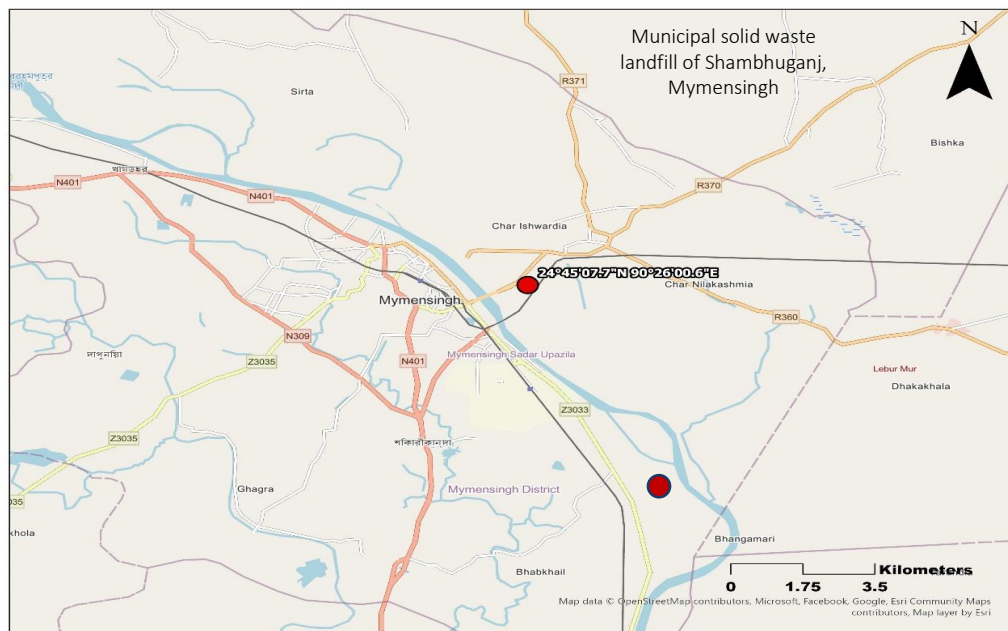 Municipal solid waste
landfill of Shambhuganj,
Mymensingh
N
R371
Sirta
Bishka
N401
N401
R370
Char Ishwardia
24°45'07.7"N 90°26'00.6"E
Char Nilakashmia
Mymensingh
R360
N309
Mymensingh Sadar Upazila
Z3035
N401
Lebur Mur
Dhakakhala
Z3033
Z3035
Mymensingh District
Ghagra
035
khola
Bhangamari
Bhabkhail
Kilometers
0 1.75 3.5
Map data © OpenStreetMap contributors, Microsoft, Facebook, Google, Esri Community Maps
contributors, Map layer by Esri